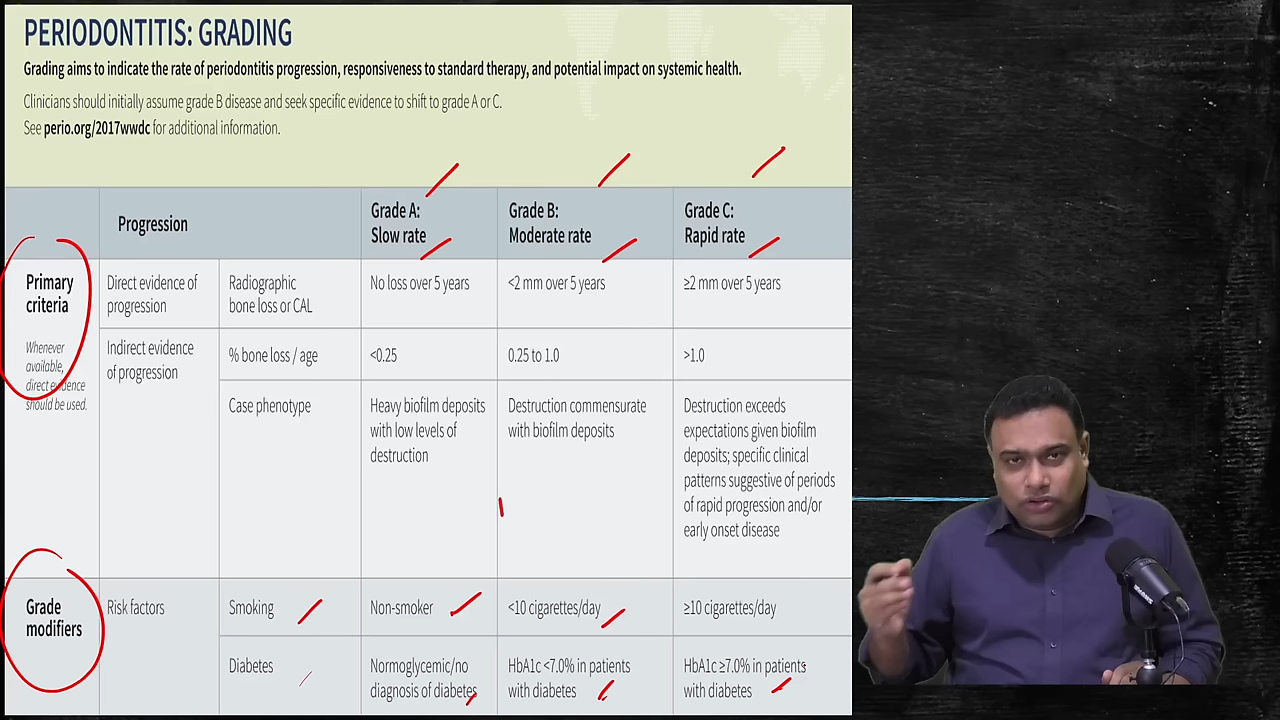 PERIODONTITIS: GRADING
Grading aims to indicate the rate of periodontitis progression, responsiveness to standard therapy, and potential impact on systemic health.
Clinicians should initially assume grade B disease and seek specific evidence to shift to grade A or C.
See perio.org/2017wwdc for additional information.
Progression
Grade A:
Slow rate
Grade B:
Moderate rate
Grade C:
Rapid rate
Primary
criteria
Whenever
available,
direct evidence
should be used.
Direct evidence of
progression
Radiographic
bone loss or CAL
No loss over 5 years
<2 mm over 5 years
≥2 mm over 5 years
Indirect evidence
of progression
% bone loss / age
<0.25
0.25 to 1.0
>1.0
Case phenotype
Heavy biofilm deposits
with low levels of
destruction
Destruction commensurate
with biofilm deposits
Destruction exceeds
expectations given biofilm
deposits; specific clinical
patterns suggestive of periods
of rapid progression and/or
early onset disease
Grade
modifiers
Risk factors
Smoking
Non-smoker
<10 cigarettes/day
≥10 cigarettes/day
Diabetes
Normoglycemic/no
diagnosis of diabetes
HbA1c <7.0% in patients
with diabetes
HbA1c ≥7.0% in patients
with diabetes